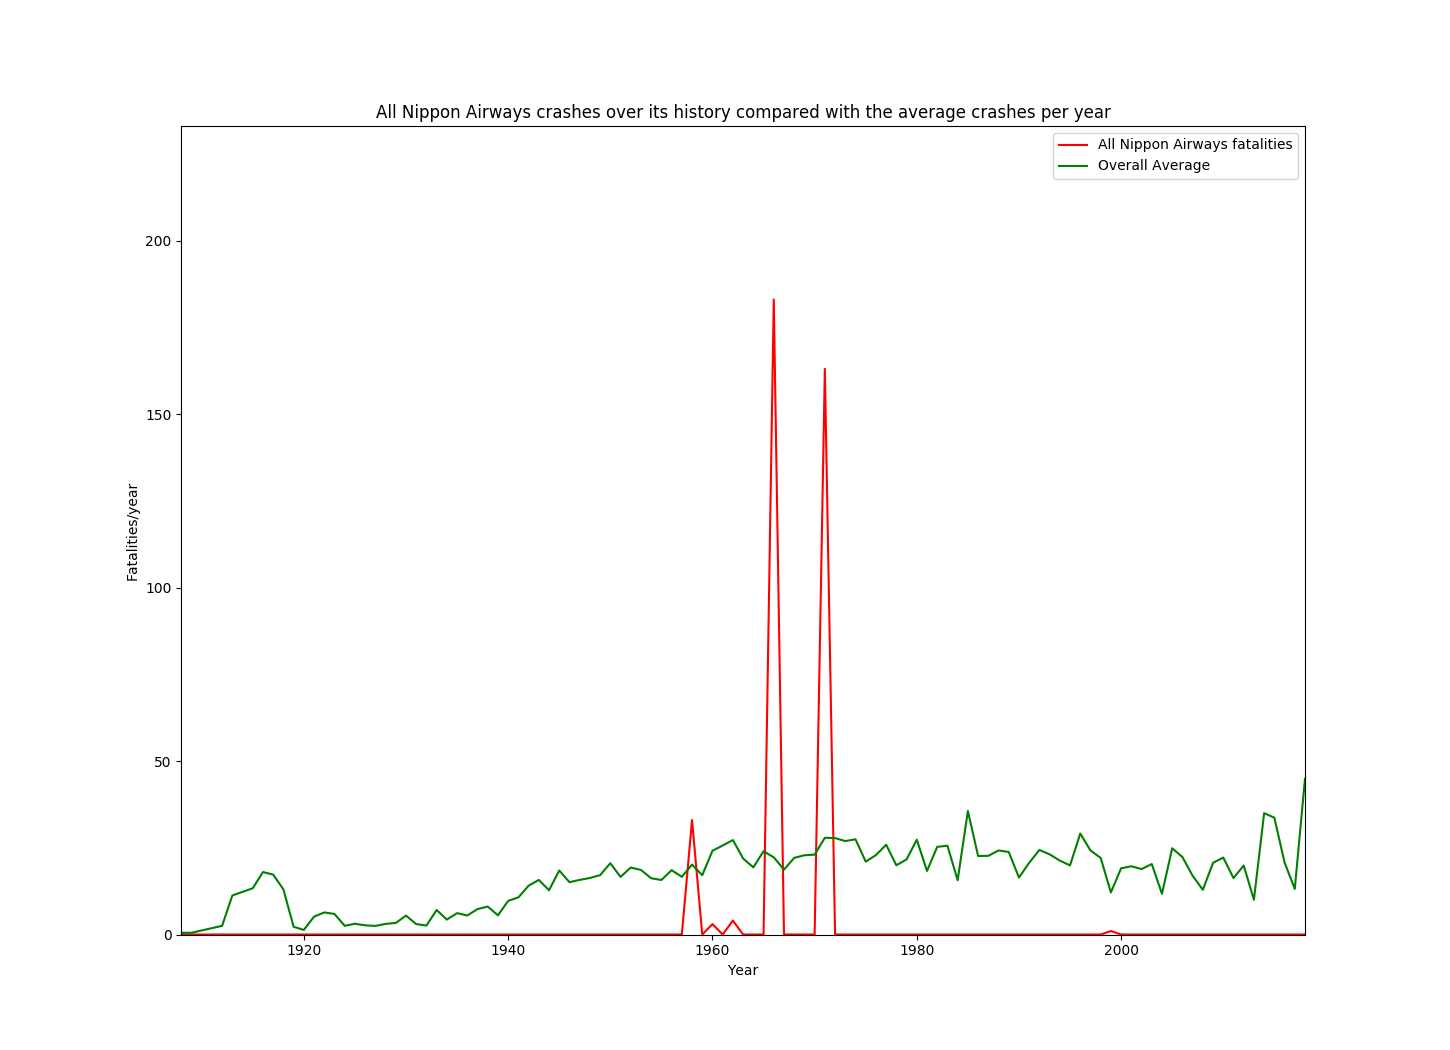 All Nippon Airways crashes over its history compared with the average crashes per year
All Nippon Airways fatalities
Overall Average
200
150
100
50
0
Fatalities/year
1920 1940 1960 1980 2000
Year